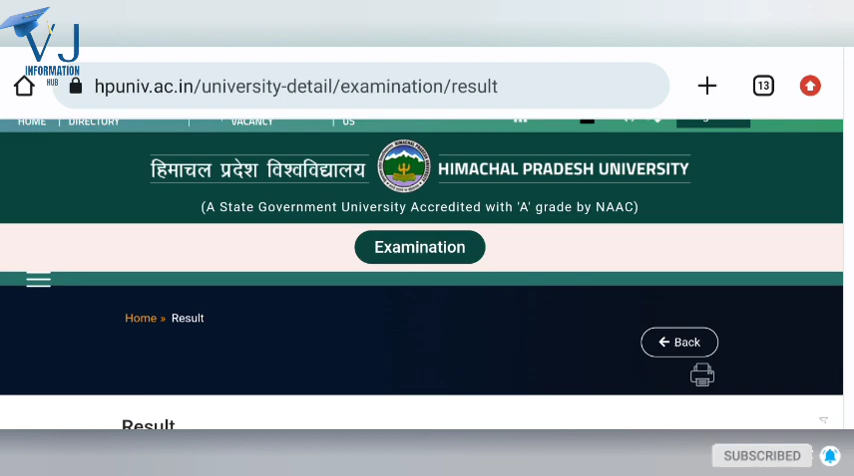 VJ
INFORMATION
HUB
hpuniv.ac.in/university-detail/examination/result
13
HOME
DIRECTORY
VACANCY
US
हिमाचल प्रदेश विश्वविद्यालय
HIMACHAL PRADESH UNIVERSITY
(A State Government University Accredited with 'A' grade by NAAC)
Examination
Home » Result
Back
Result
SUBSCRIBED